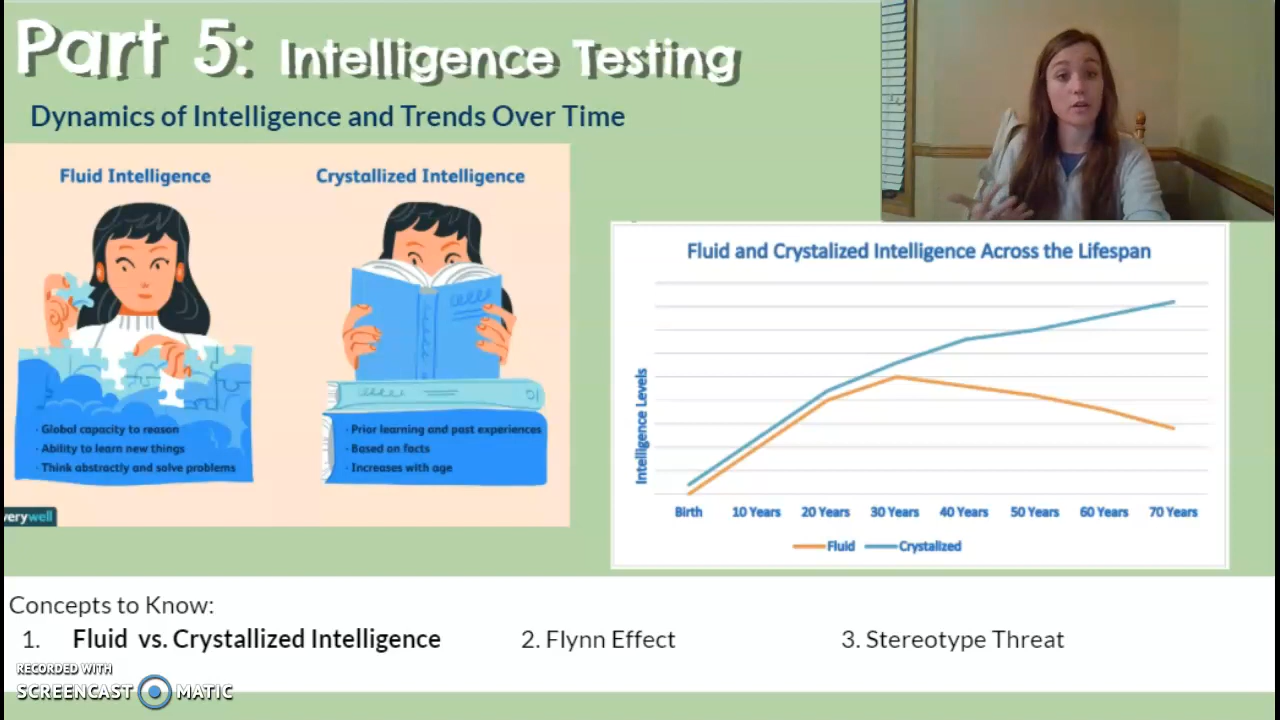 Part 5: Intelligence Testing
Dynamics of Intelligence and Trends Over Time
Fluid Intelligence
Crystallized Intelligence
· Global capacity to reason
· Ability to learn new things
· Think abstractly and solve problems
· Prior learning and past experiences
· Based on facts
· Increases with age
verywell
Fluid and Crystalized Intelligence Across the Lifespan
Intelligence Levels
Birth 10 Years 20 Years 30 Years 40 Years 50 Years 60 Years 70 Years
Fluid Crystalized
Concepts to Know:
1. Fluid vs. Crystallized Intelligence 2. Flynn Effect 3. Stereotype Threat
RECORDED WITH
SCREENCAST MATIC